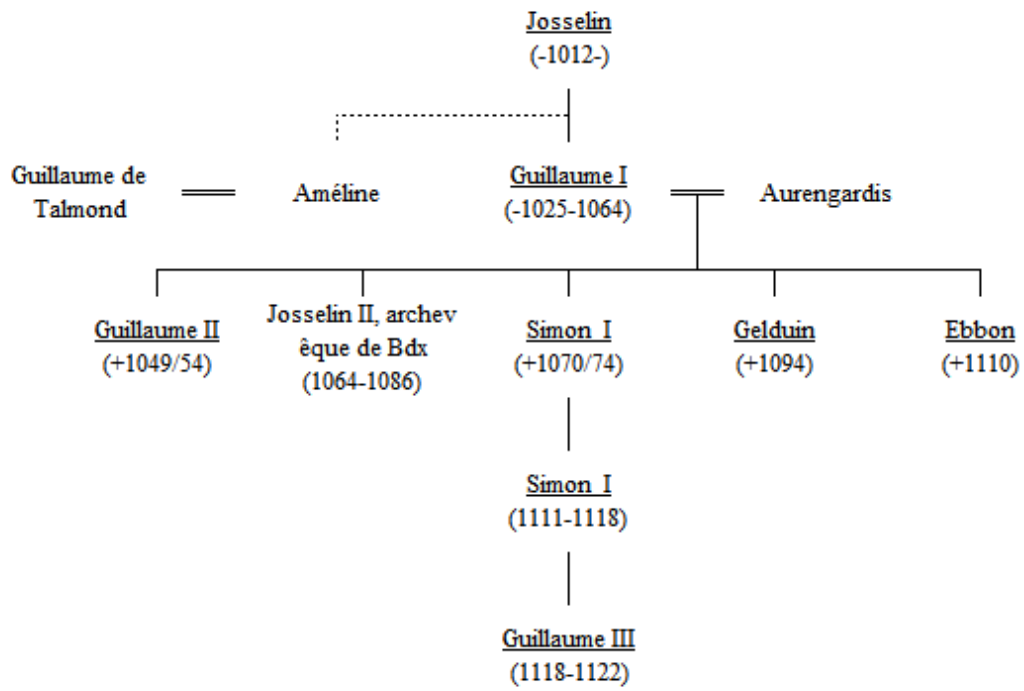 Josselin
(-1012-)
Guillaume de
Talmond
Améline
Guillaume I
(-1025-1064)
Aurengardis
Guillaume II
(+1049/54)
Josselin II, archev
êque de Bdx
(1064-1086)
Simon I
(+1070/74)
Gelduin
(+1094)
Ebbon
(+1110)
Simon I
(1111-1118)
Guillaume III
(1118-1122)